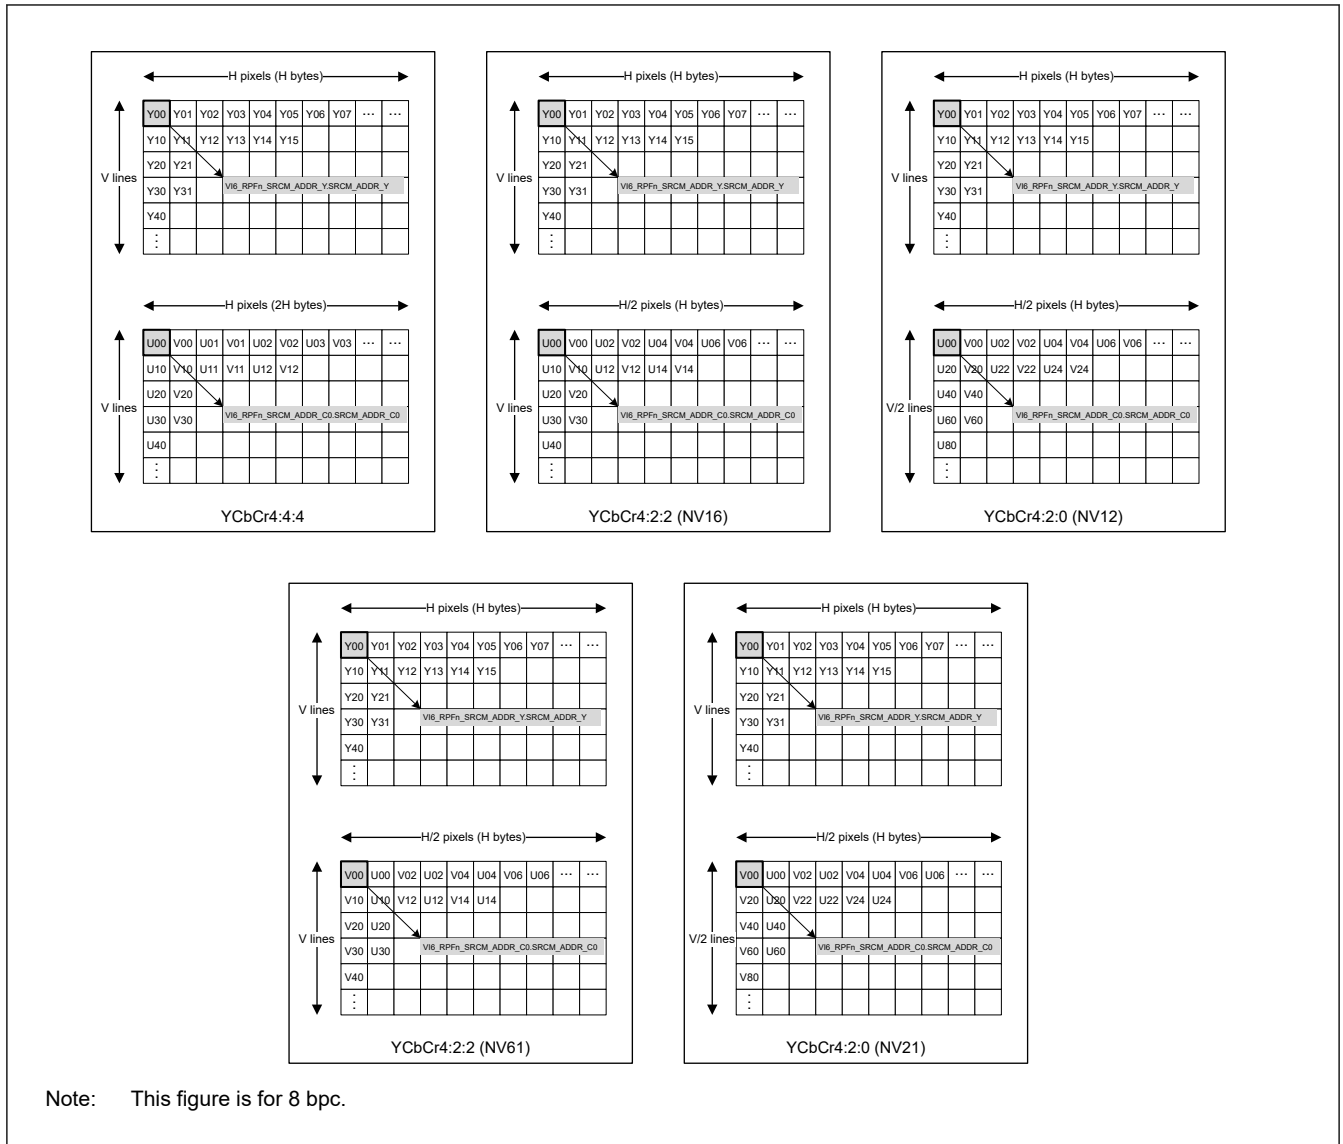 H pixels (H bytes)
Y00 Y01 Y02 Y03 Y04 Y05 Y06 Y07 ... ...
Y10 Y11 Y12 Y13 Y14 Y15
Y20 Y21
V lines
VI6_RPFn_SRCM_ADDR_Y.SRCM_ADDR_Y
Y30 Y31
Y40
⋮
H pixels (2H bytes)
U00 V00 U01 V01 U02 V02 U03 V03 ... ...
U10 V10 U11 V11 U12 V12
U20 V20
V lines
VI6_RPFn_SRCM_ADDR_C0.SRCM_ADDR_C0
U30 V30
U40
⋮
YCbCr4:4:4
H pixels (H bytes)
Y00 Y01 Y02 Y03 Y04 Y05 Y06 Y07 ... ...
Y10 Y11 Y12 Y13 Y14 Y15
Y20 Y21
V lines
VI6_RPFn_SRCM_ADDR_Y.SRCM_ADDR_Y
Y30 Y31
Y40
⋮
H/2 pixels (H bytes)
U00 V00 U02 V02 U04 V04 U06 V06 ... ...
U10 V10 U12 V12 U14 V14
U20 V20
V lines
VI6_RPFn_SRCM_ADDR_C0.SRCM_ADDR_C0
U30 V30
U40
⋮
YCbCr4:2:2 (NV16)
H pixels (H bytes)
Y00 Y01 Y02 Y03 Y04 Y05 Y06 Y07 ... ...
Y10 Y11 Y12 Y13 Y14 Y15
Y20 Y21
V lines
VI6_RPFn_SRCM_ADDR_Y.SRCM_ADDR_Y
Y30 Y31
Y40
⋮
H/2 pixels (H bytes)
U00 V00 U02 V02 U04 V04 U06 V06 ... ...
U20 V20 U22 V22 U24 V24
U40 V40
V/2 lines
VI6_RPFn_SRCM_ADDR_C0.SRCM_ADDR_C0
U60 V60
U80
⋮
YCbCr4:2:0 (NV12)
H pixels (H bytes)
Y00 Y01 Y02 Y03 Y04 Y05 Y06 Y07 ... ...
Y10 Y11 Y12 Y13 Y14 Y15
Y20 Y21
V lines
VI6_RPFn_SRCM_ADDR_Y.SRCM_ADDR_Y
Y30 Y31
Y40
⋮
H/2 pixels (H bytes)
V00 U00 V02 U02 V04 U04 V06 U06 ... ...
V10 U10 V12 U12 V14 U14
V20 U20
V lines
VI6_RPFn_SRCM_ADDR_C0.SRCM_ADDR_C0
V30 U30
V40
⋮
YCbCr4:2:2 (NV61)
H pixels (H bytes)
Y00 Y01 Y02 Y03 Y04 Y05 Y06 Y07 ... ...
Y10 Y11 Y12 Y13 Y14 Y15
Y20 Y21
V lines
VI6_RPFn_SRCM_ADDR_Y.SRCM_ADDR_Y
Y30 Y31
Y40
⋮
H/2 pixels (H bytes)
V00 U00 V02 U02 V04 U04 V06 U06 ... ...
V20 U20 V22 U22 V24 U24
V40 U40
V/2 lines
VI6_RPFn_SRCM_ADDR_C0.SRCM_ADDR_C0
V60 U60
V80
⋮
YCbCr4:2:0 (NV21)
Note: This figure is for 8 bpc.